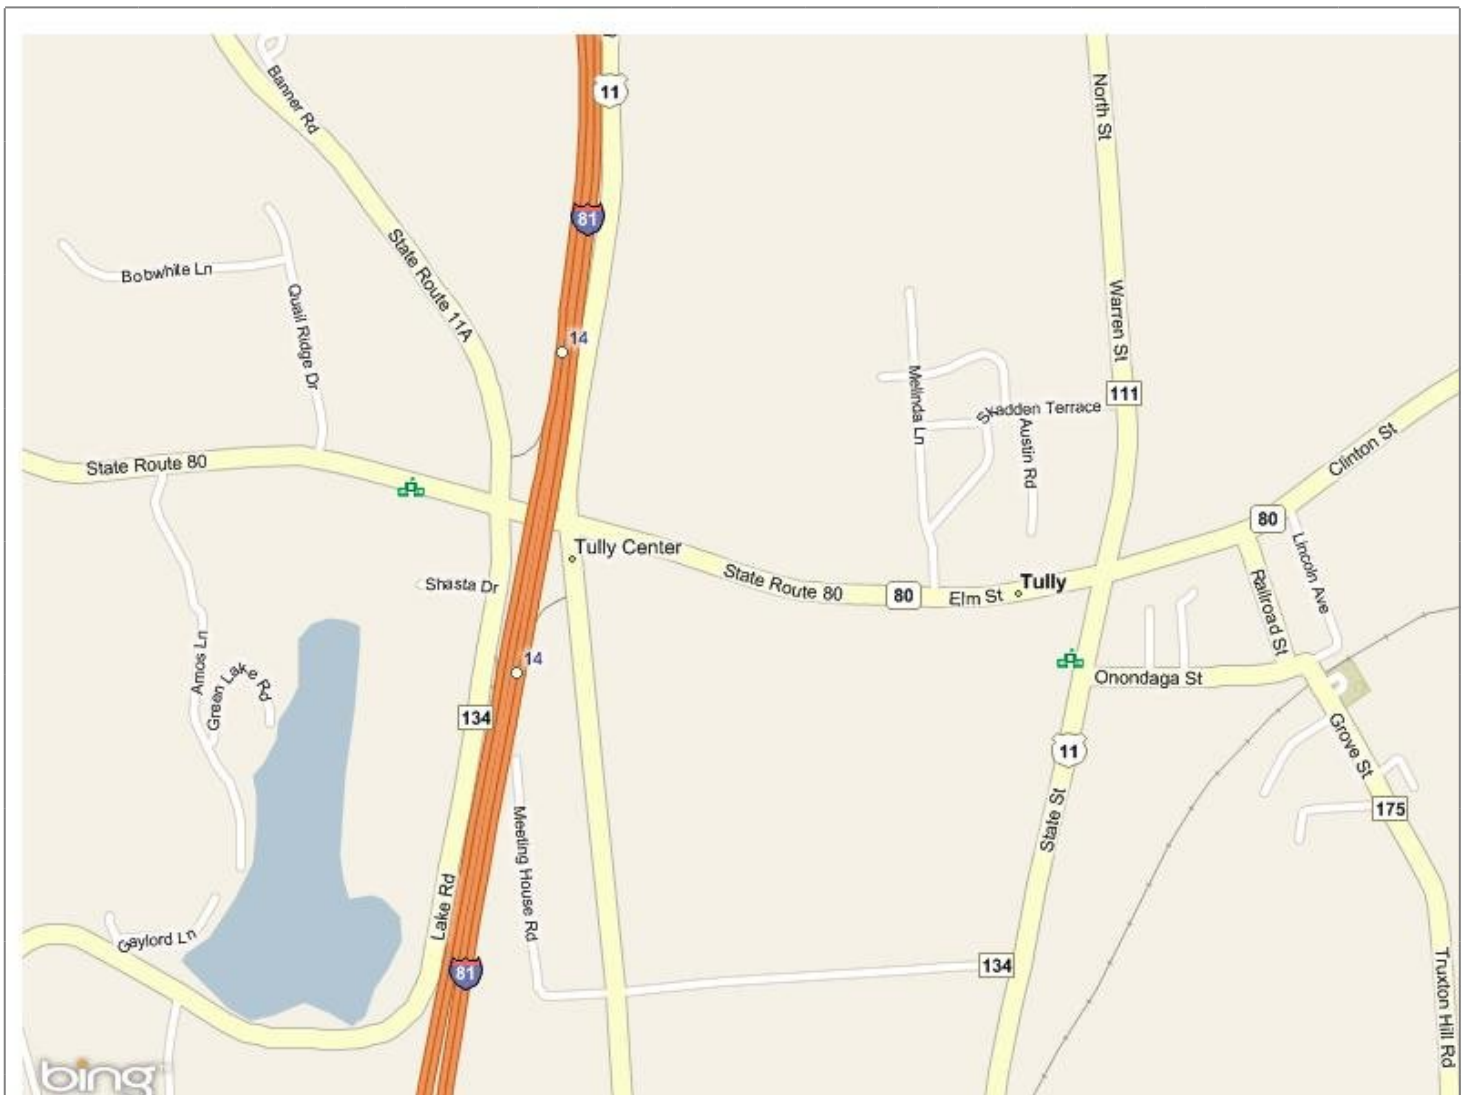 11
Banner Rd
North St
81
State Route 11A
Bobwhite Ln
Quail Ridge Dr
Warren St
14
Melinda Ln
111
Skadden Terrace
Austin Rd
Clinton St
State Route 80
80
Tully Center
Lincoln Ave
State Route 80
80
Elm St
Tully
Shasta Dr
Railroad St
Amos Ln
Green Lake Rd
14
Onondaga St
134
11
Grove St
175
State St
Meeting House Rd
Lake Rd
Gaylord Ln
81
134
Truxton Hill Rd
bing